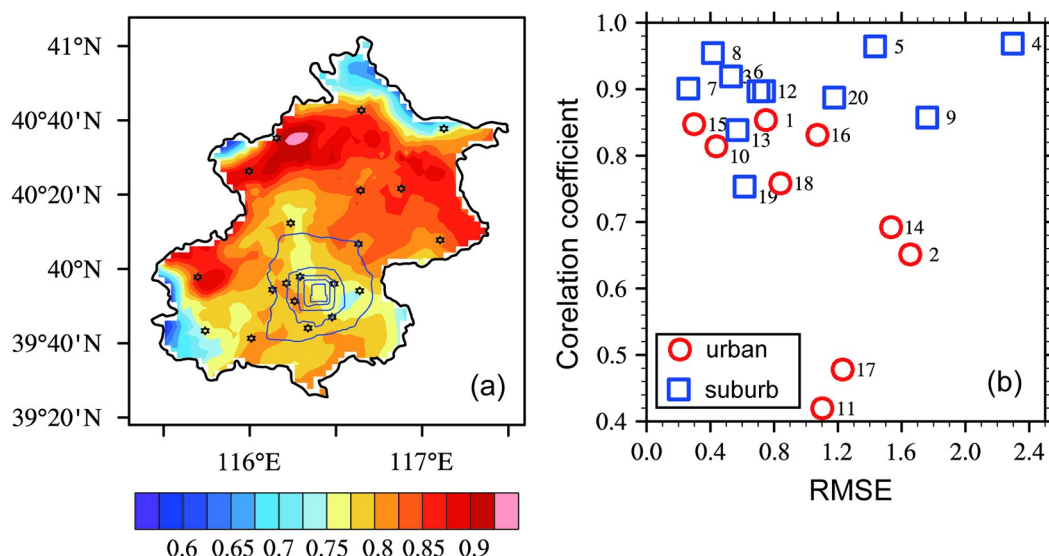 41° N
40°40' N
40°20' N
40° N
39°40' N
39°20' N
116°E
117°E
(a)
0.6 0.65 0.7 0.75 0.8 0.85 0.9
Corelation coefficient
1.0
0.9
0.8
0.7
0.6
0.5
0.4
8
5
4
3
6
7
12
20
9
15
1
16
13
10
18
19
14
2
17
11
urban
suburb
(b)
0.0 0.4 0.8 1.2 1.6 2.0 2.4
RMSE